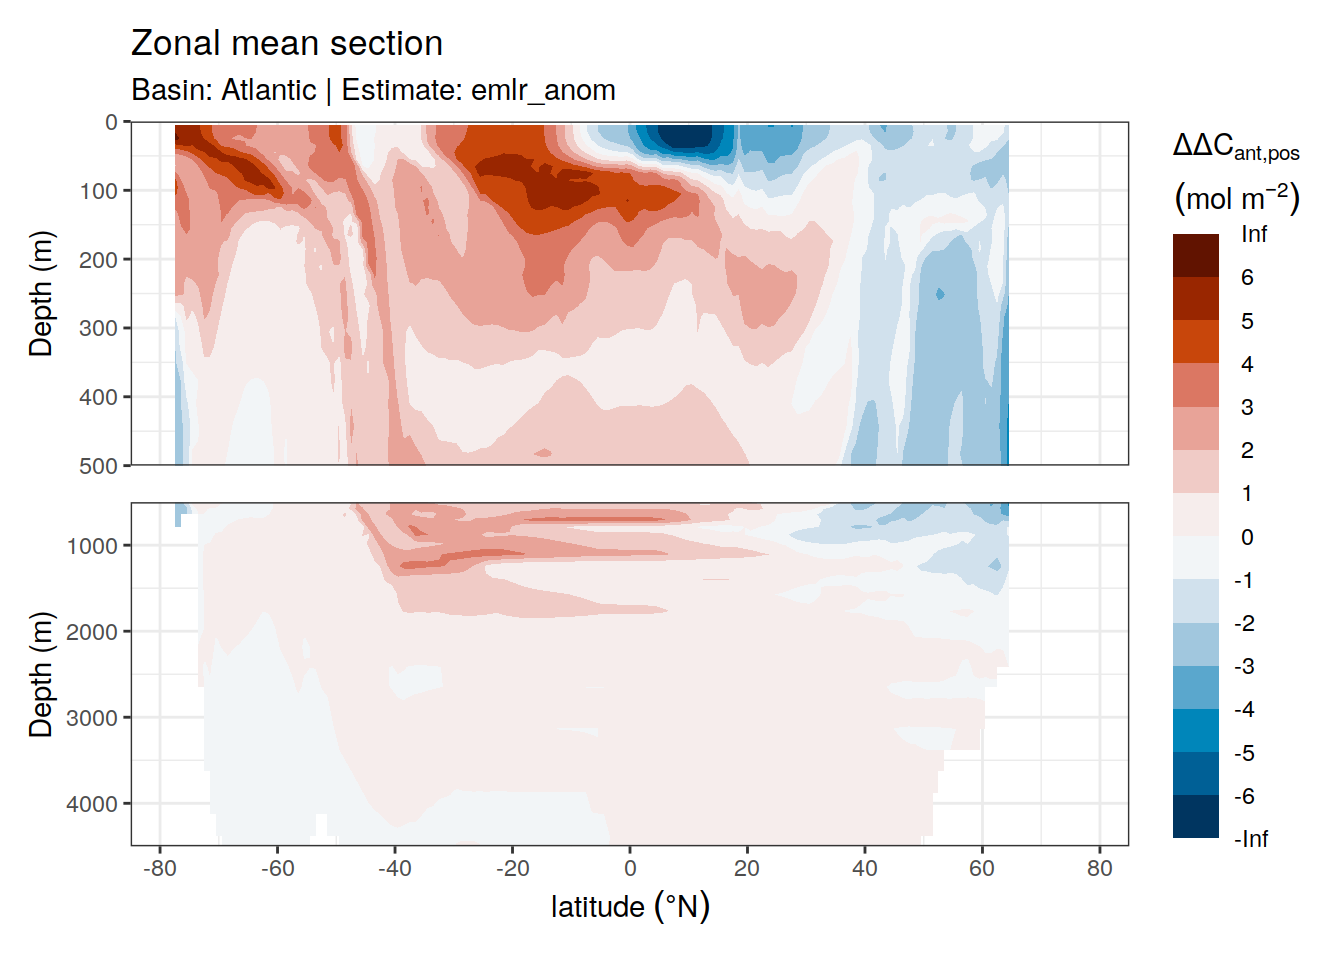 Zonal mean section
Basin: Atlantic | Estimate: emlr_anom
0
100
200
300
400
500
Depth (m)
1000
2000
3000
4000
Depth (m)
-80 -60 -40 -20 0 20 40 60 80
latitude (°N)
ΔΔCant,pos
(mol m−2)
Inf
6
5
4
3
2
1
0
-1
-2
-3
-4
-5
-6
-Inf